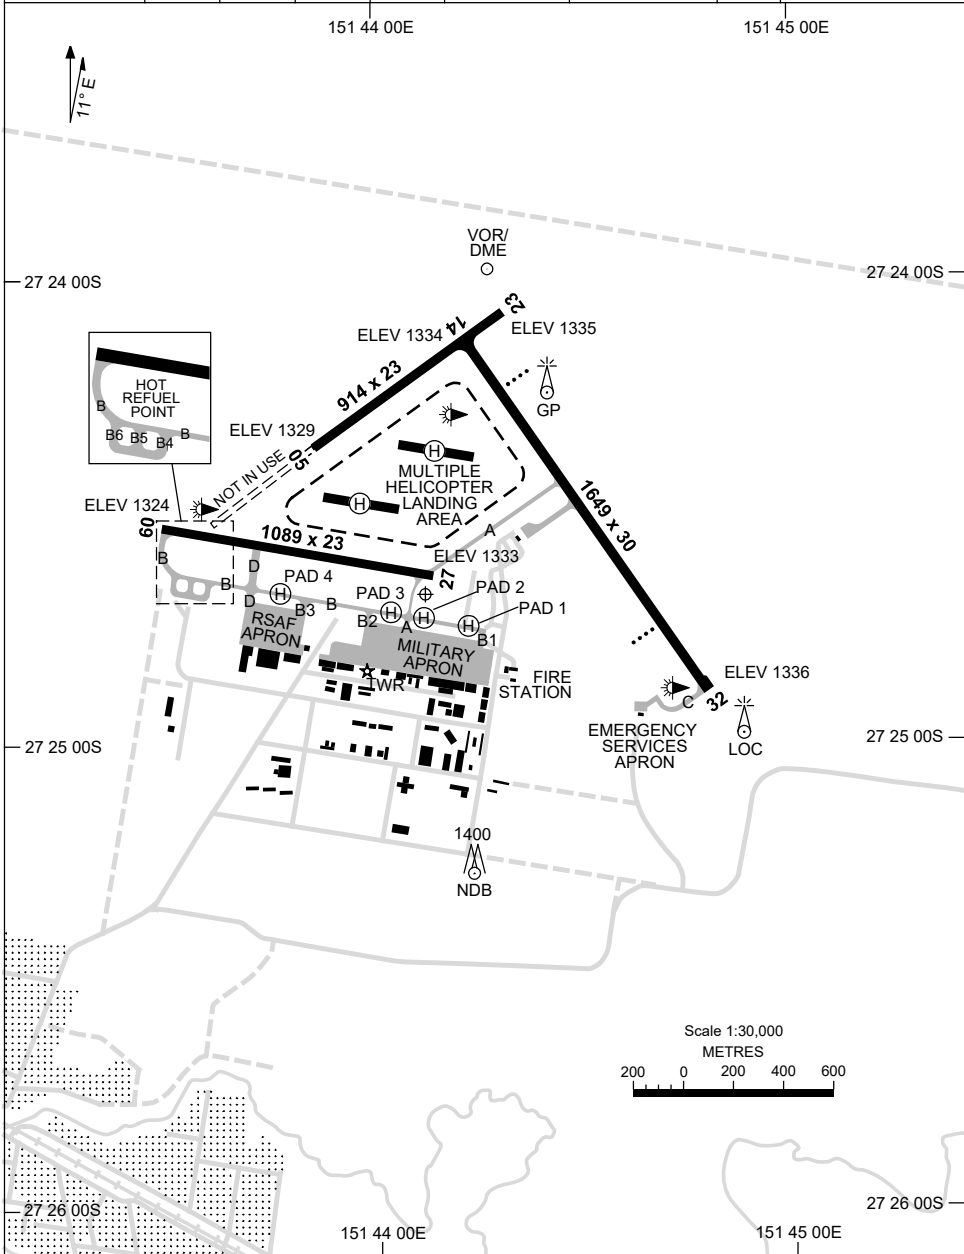 151 44 00E
151 45 00E
11° E
VOR/
DME
27 24 00S
27 24 00S
23
14
ELEV 1334
ELEV 1335
914 x 23
GP
HOT
REFUEL
POINT
B
B6
B5
B4
B
ELEV 1329
05
NOT IN USE
H
MULTIPLE
HELICOPTER
LANDING
AREA
H
1649 x 30
ELEV 1324
09
1089 x 23
A
ELEV 1333
27
B
D
PAD 4
PAD 3
PAD 2
PAD 1
B
D
H
B3
B
H
B2
A
H
H
B1
RSAF
APRON
MILITARY
APRON
TWR
FIRE
STATION
ELEV 1336
C
32
EMERGENCY
SERVICES
APRON
LOC
27 25 00S
27 25 00S
1400
NDB
Scale 1:30,000
METRES
200 0 200 400 600
27 26 00S
27 26 00S
151 44 00E
151 45 00E